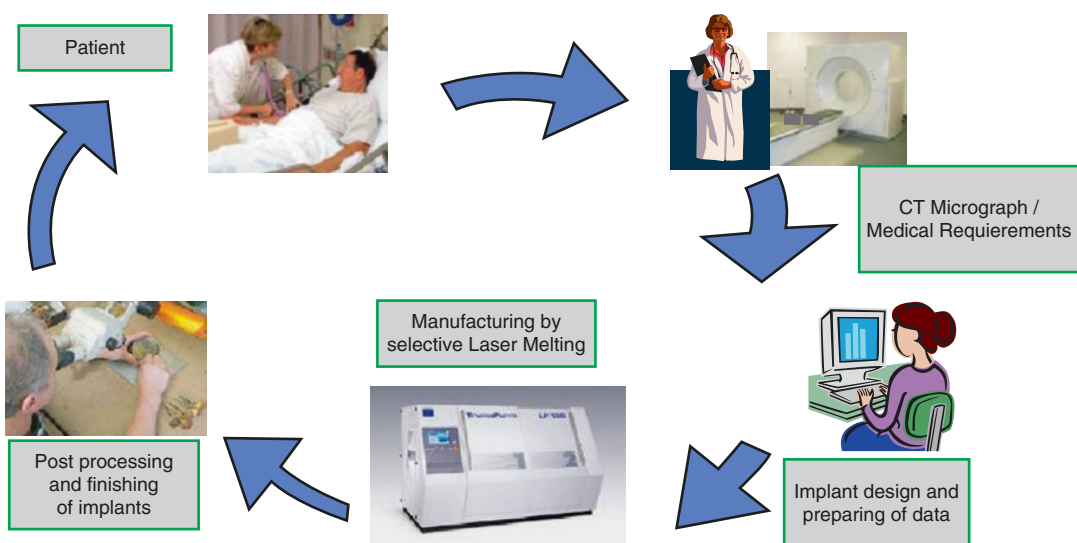 Patient
CT Micrograph /
Medical Requierements
Manufacturing by
selective Laser Melting
Implant design and
preparing of data
Post processing
and finishing
of implants